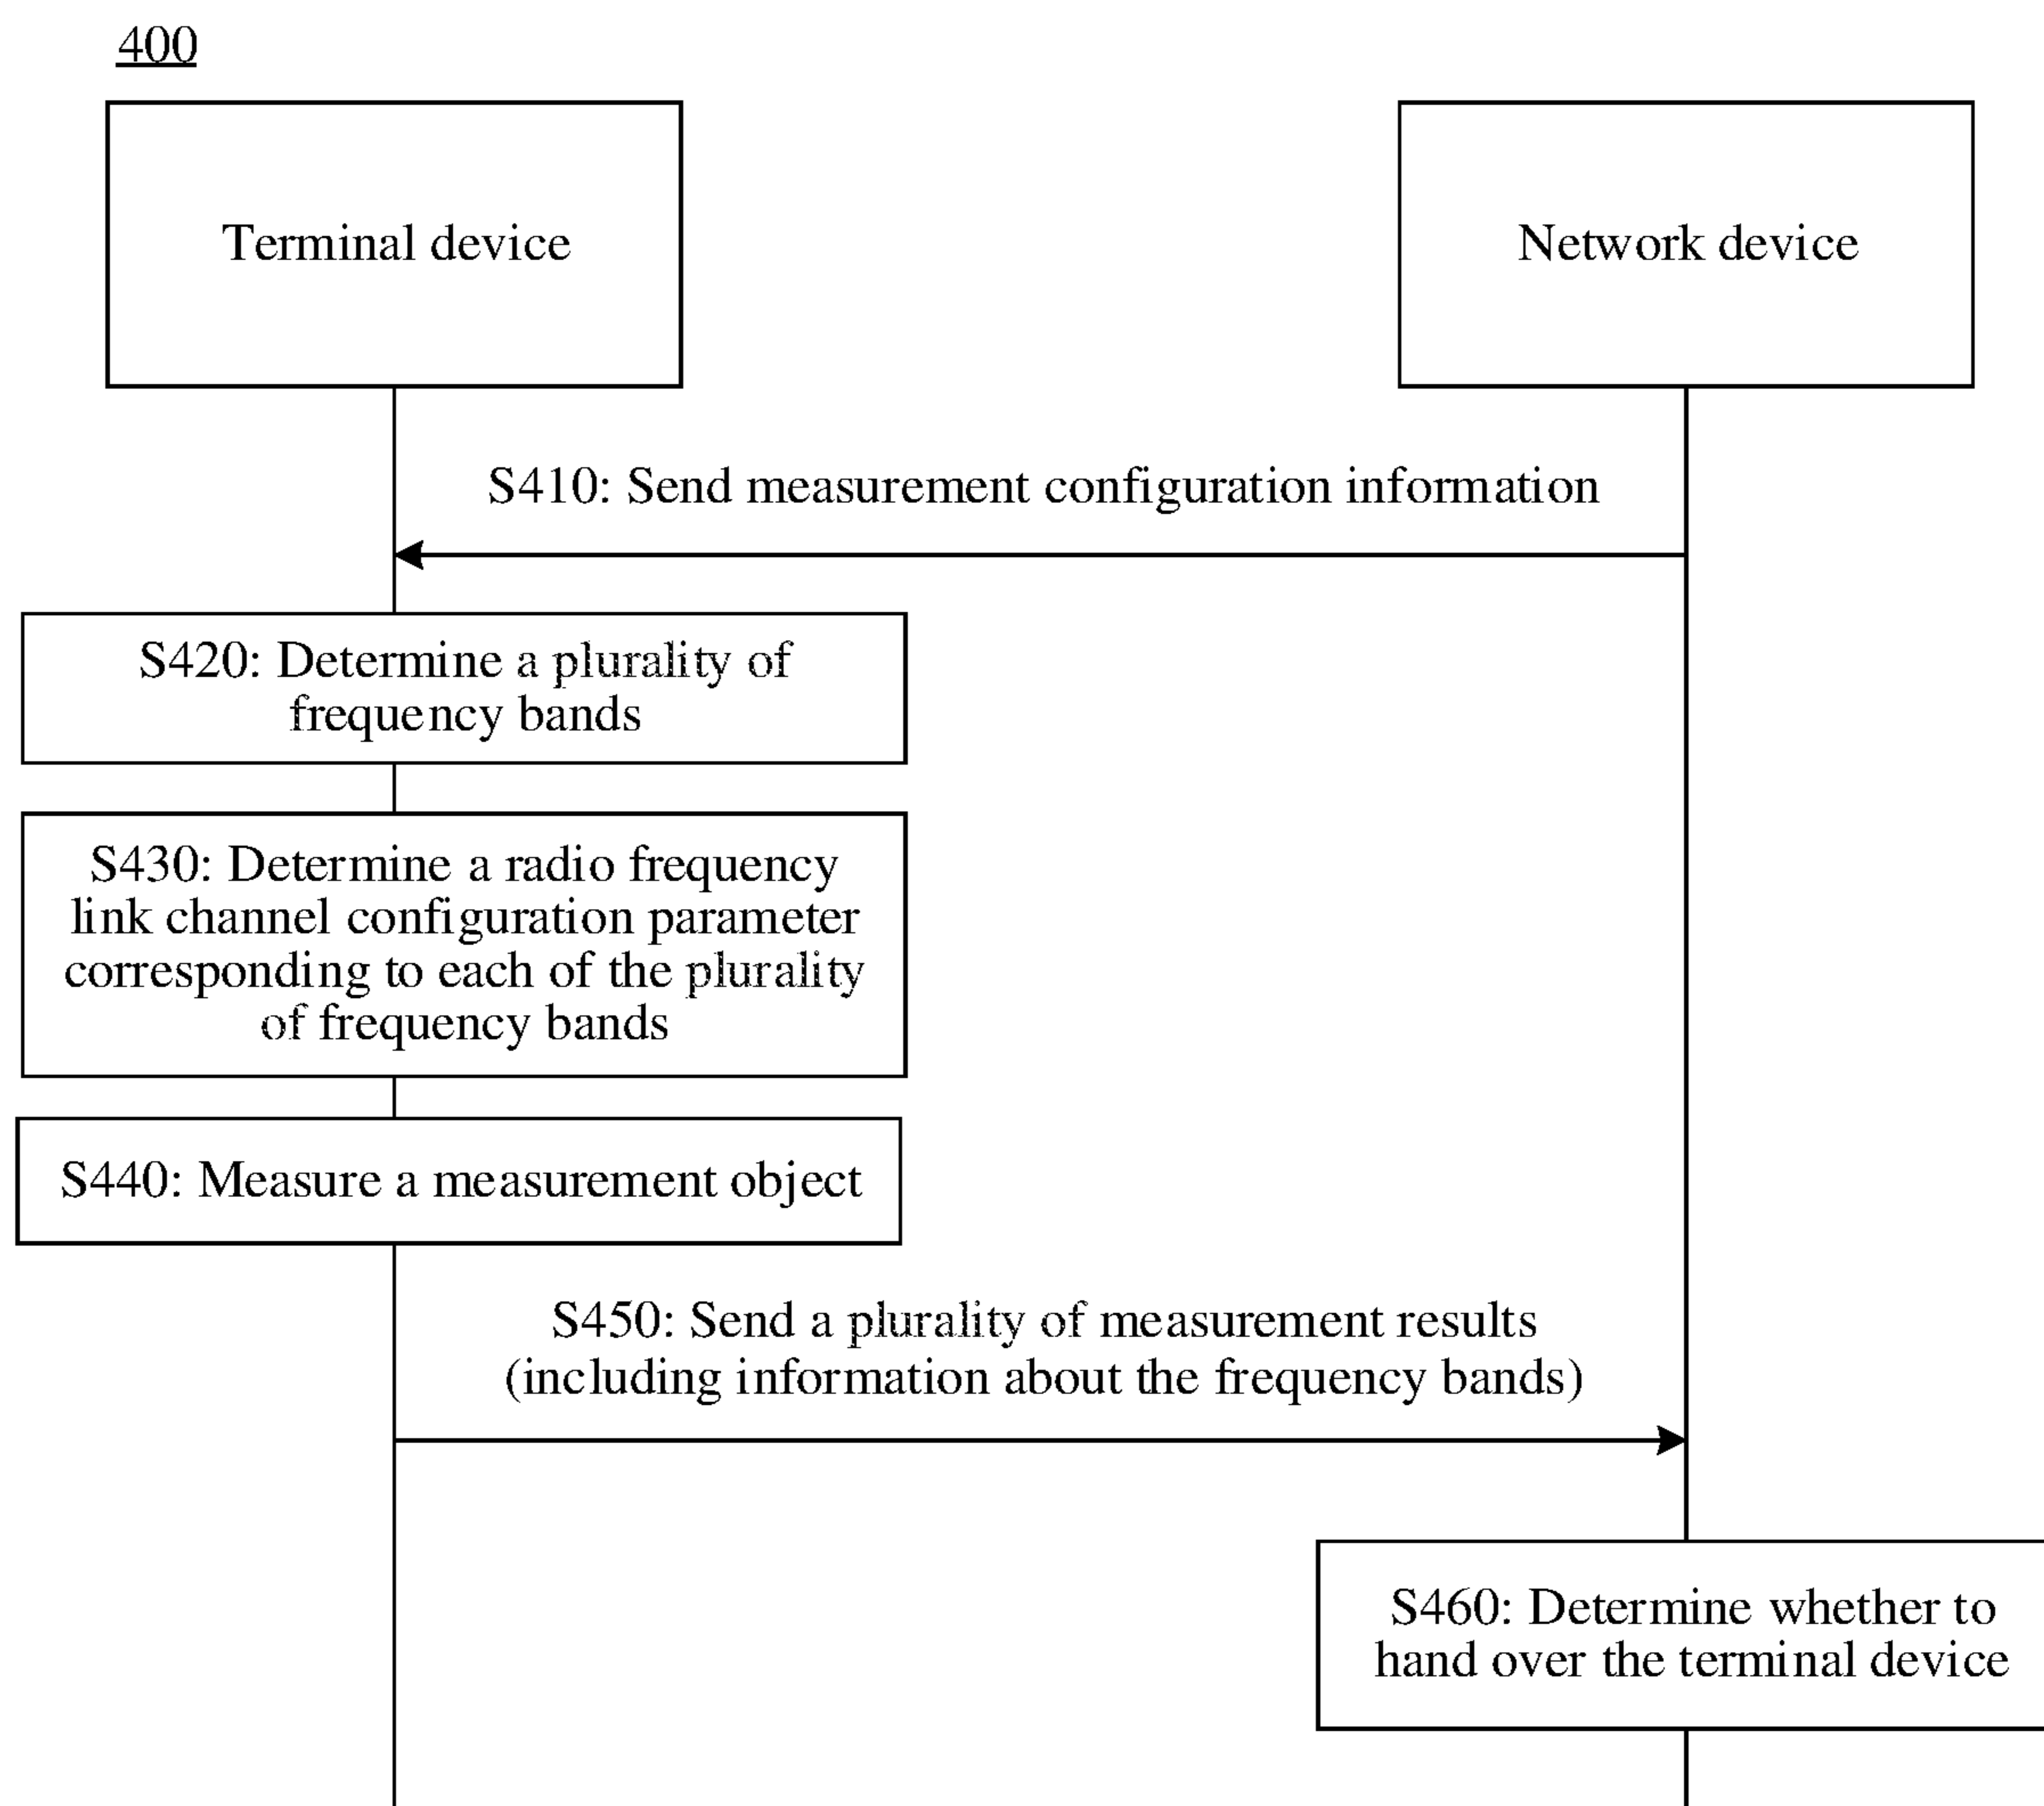 400
Terminal device
Network device
S410: Send measurement configuration information
S420: Determine a plurality of
frequency bands
S430: Determine a radio frequency
link channel configuration parameter
corresponding to each of the plurality
of frequency bands
S440: Measure a measurement object
S450: Send a plurality of measurement results
(including information about the frequency bands)
S460: Determine whether to
hand over the terminal device